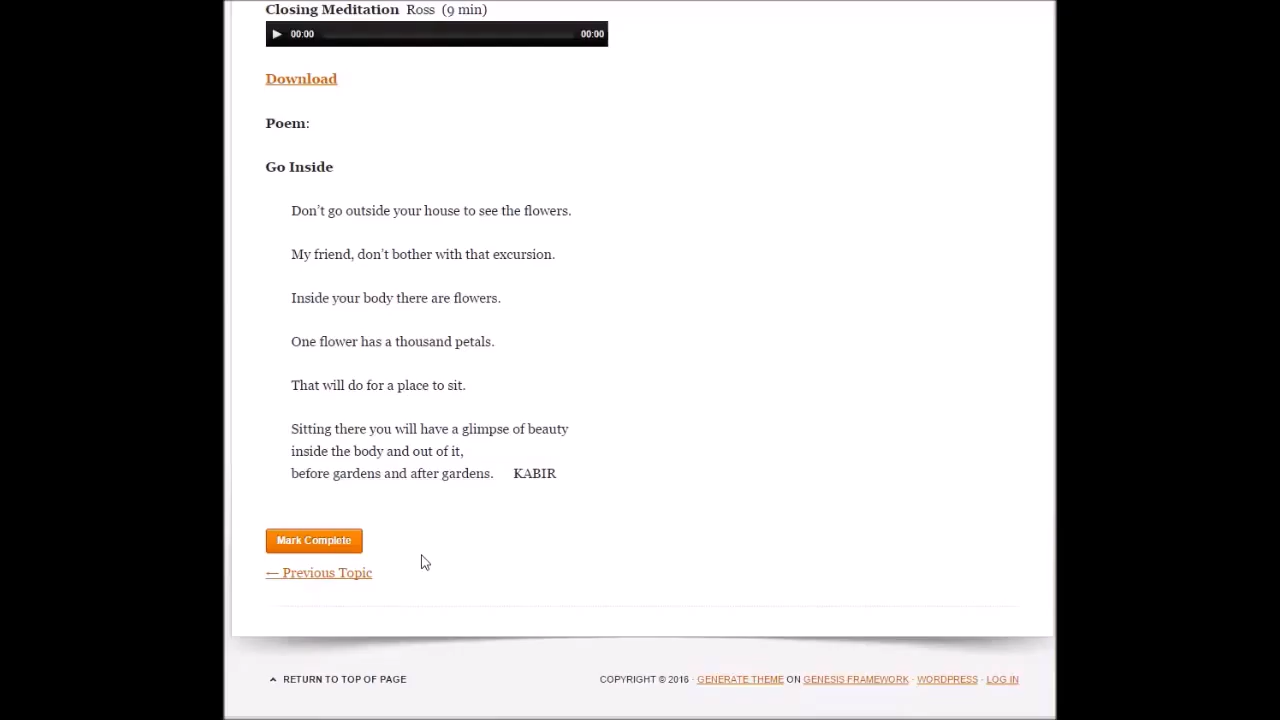 Closing Meditation Ross (9 min)
00:00 00:00
Download
Poem:
Go Inside
Don’t go outside your house to see the flowers.
My friend, don’t bother with that excursion.
Inside your body there are flowers.
One flower has a thousand petals.
That will do for a place to sit.
Sitting there you will have a glimpse of beauty
inside the body and out of it,
before gardens and after gardens. KABIR
Mark Complete
← Previous Topic
RETURN TO TOP OF PAGE
COPYRIGHT © 2016 · GENERATE THEME ON GENESIS FRAMEWORK · WORDPRESS · LOG IN